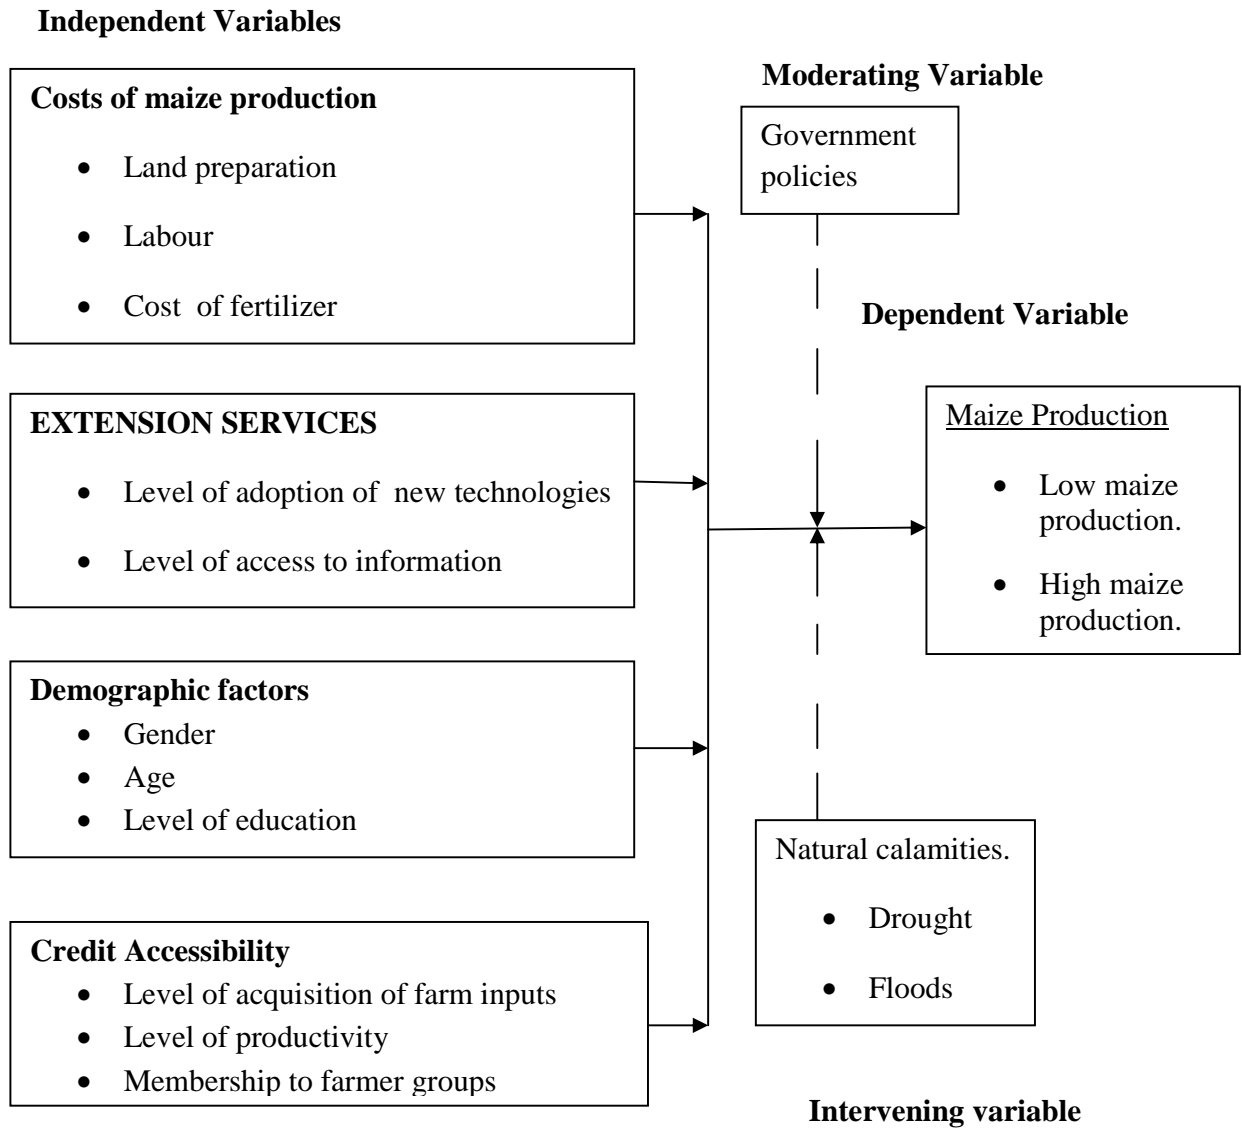 Independent Variables
Costs of maize production
• Land preparation
• Labour
• Cost  of fertilizer
EXTENSION SERVICES
• Level of adoption of  new technologies
• Level of access to information
Demographic factors
• Gender
• Age
• Level of education
Credit Accessibility
• Level of acquisition of farm inputs
• Level of productivity
• Membership to farmer groups
Moderating Variable
Government
policies
Dependent Variable
Maize Production
• Low maize
production.
• High maize
production.
Natural calamities.
• Drought
• Floods
Intervening variable